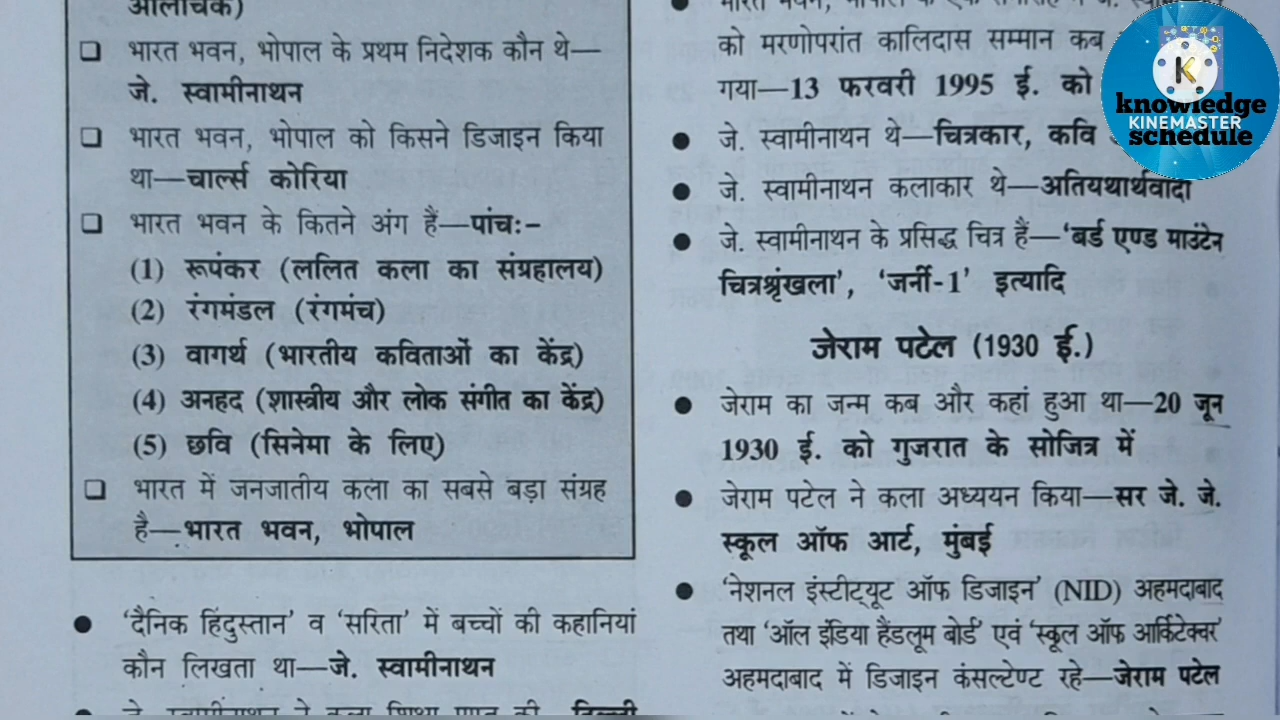 आलोचक)
❑ भारत भवन, भोपाल के प्रथम निदेशक कौन थे—
जे. स्वामीनाथन
❑ भारत भवन, भोपाल को किसने डिजाइन किया
था—चार्ल्स कोरिया
❑ भारत भवन के कितने अंग हैं—पांचः-
(1) रूपंकर (ललित कला का संग्रहालय)
(2) रंगमंडल (रंगमंच)
(3) वागर्थ (भारतीय कविताओं का केंद्र)
(4) अनहद (शास्त्रीय और लोक संगीत का केंद्र)
(5) छवि (सिनेमा के लिए)
❑ भारत में जनजातीय कला का सबसे बड़ा संग्रह
है—भारत भवन, भोपाल
● 'दैनिक हिंदुस्तान' व 'सरिता' में बच्चों की कहानियां
कौन लिखता था—जे. स्वामीनाथन
को मरणोपरांत कालिदास सम्मान कब
गया—13 फरवरी 1995 ई. को
● जे. स्वामीनाथन थे—चित्रकार, कवि
● जे. स्वामीनाथन कलाकार थे—अतियथार्थवादी
● जे. स्वामीनाथन के प्रसिद्ध चित्र हैं—'बर्ड एण्ड माउंटेन
चित्रश्रृंखला', 'जर्नी-1' इत्यादि
जेराम पटेल (1930 ई.)
● जेराम का जन्म कब और कहां हुआ था—20 जून
1930 ई. को गुजरात के सोजित्र में
● जेराम पटेल ने कला अध्ययन किया—सर जे. जे.
स्कूल ऑफ आर्ट, मुंबई
● 'नेशनल इंस्टीट्यूट ऑफ डिजाइन' (NID) अहमदाबाद
तथा 'ऑल इंडिया हैंडलूम बोर्ड' एवं 'स्कूल ऑफ आर्किटेक्चर'
अहमदाबाद में डिजाइन कंसल्टेण्ट रहे—जेराम पटेल
K
knowledge
KINEMASTER
schedule